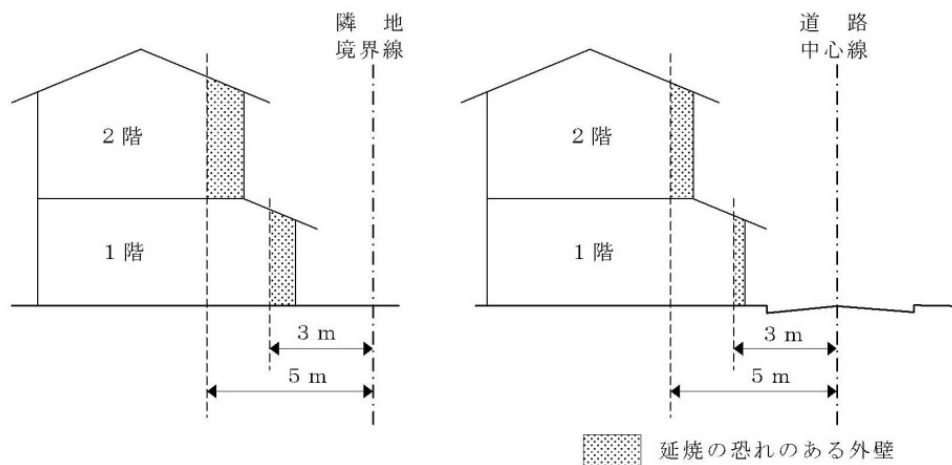 隣 地
境界線
2 階
1 階
3 m
5 m
道 路
中心線
2 階
1 階
3 m
5 m
延焼の恐れのある外壁